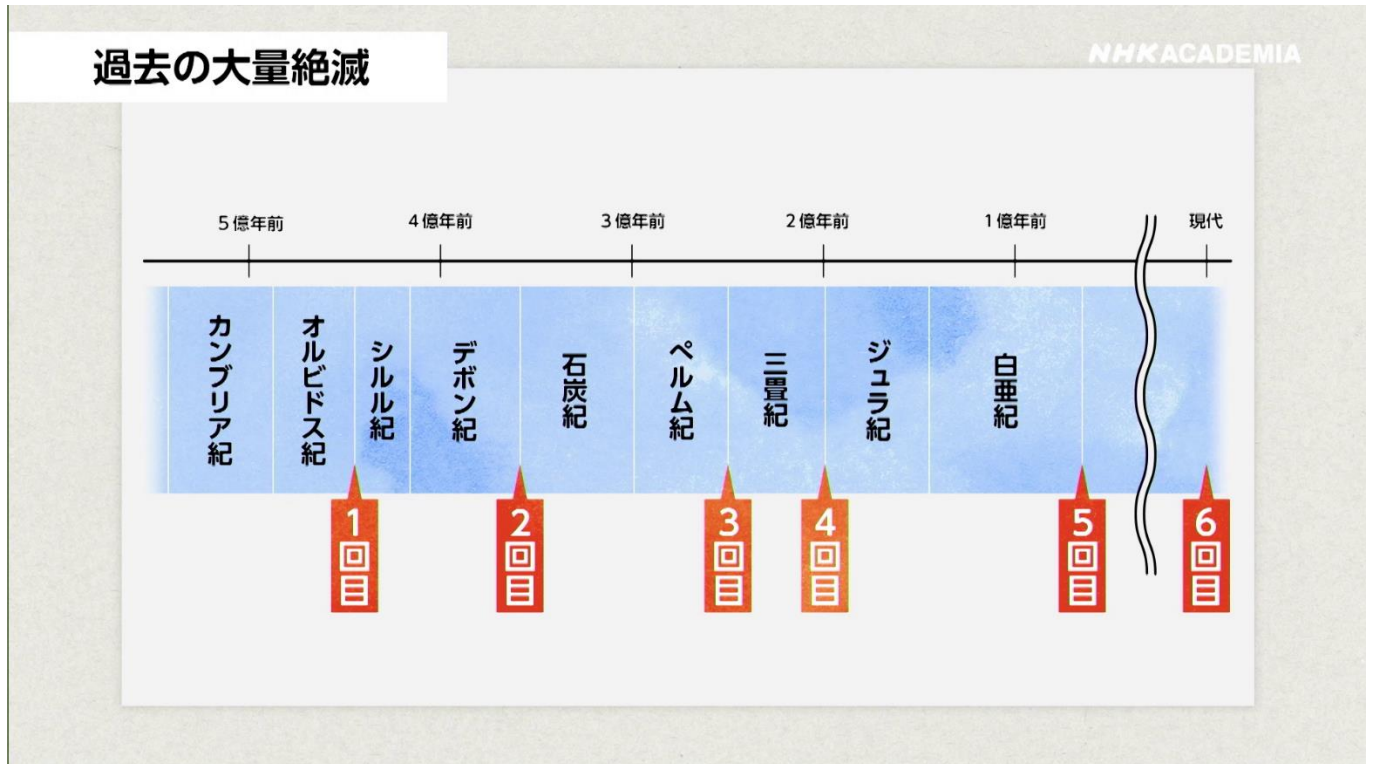 過去の大量絶滅
NHK ACADEMIA
5億年前
4億年前
3億年前
2億年前
1億年前
現代
カンブリア紀
オルビドス紀
シルル紀
デボン紀
石炭紀
ペルム紀
三畳紀
ジュラ紀
白亜紀
1回目
2回目
3回目
4回目
5回目
6回目